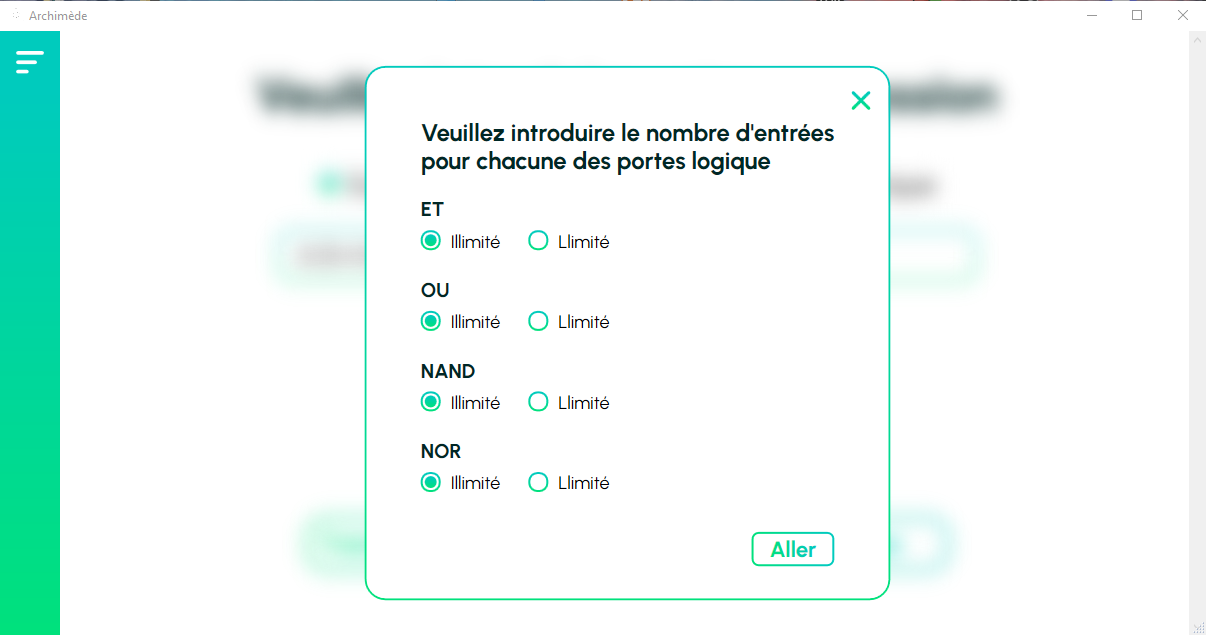 Archimède
Veuillez introduire le nombre d'entrées
pour chacune des portes logique
ET
Illimité Llimité
OU
Illimité Llimité
NAND
Illimité Llimité
NOR
Illimité Llimité
Aller